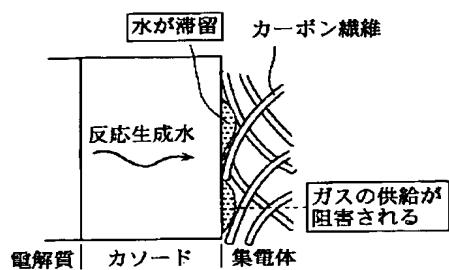 水が滞留
カーボン繊維
反応生成水
ガスの供給が
阻害される
電解質
カソード
集電体